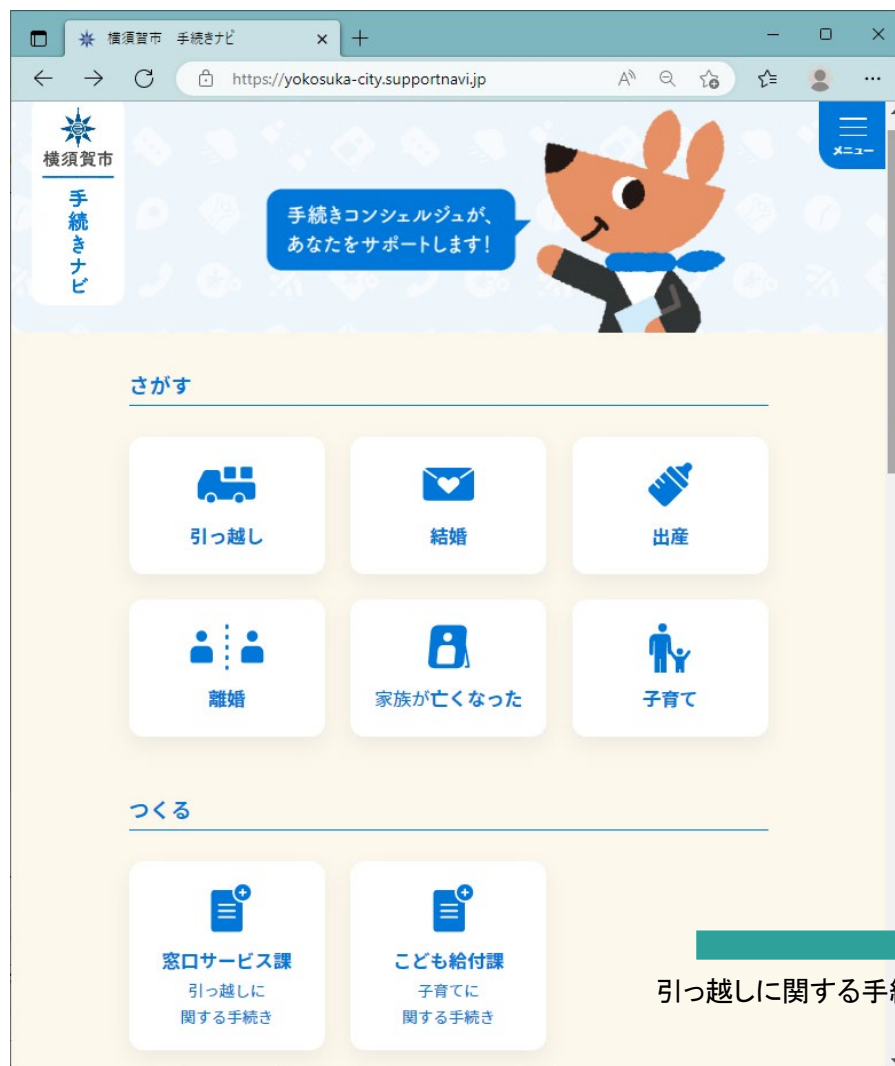 横須賀市 手続きナビ
https://yokosuka-city.supportnavi.jp
横須賀市
手続きナビ
手続きコンシェルジュが、
あなたをサポートします!
メニュー
さがす
引っ越し
結婚
出産
離婚
家族が亡くなった
子育て
つくる
窓口サービス課
引っ越しに
関する手続き
こども給付課
子育てに
関する手続き
引っ越しに関する手